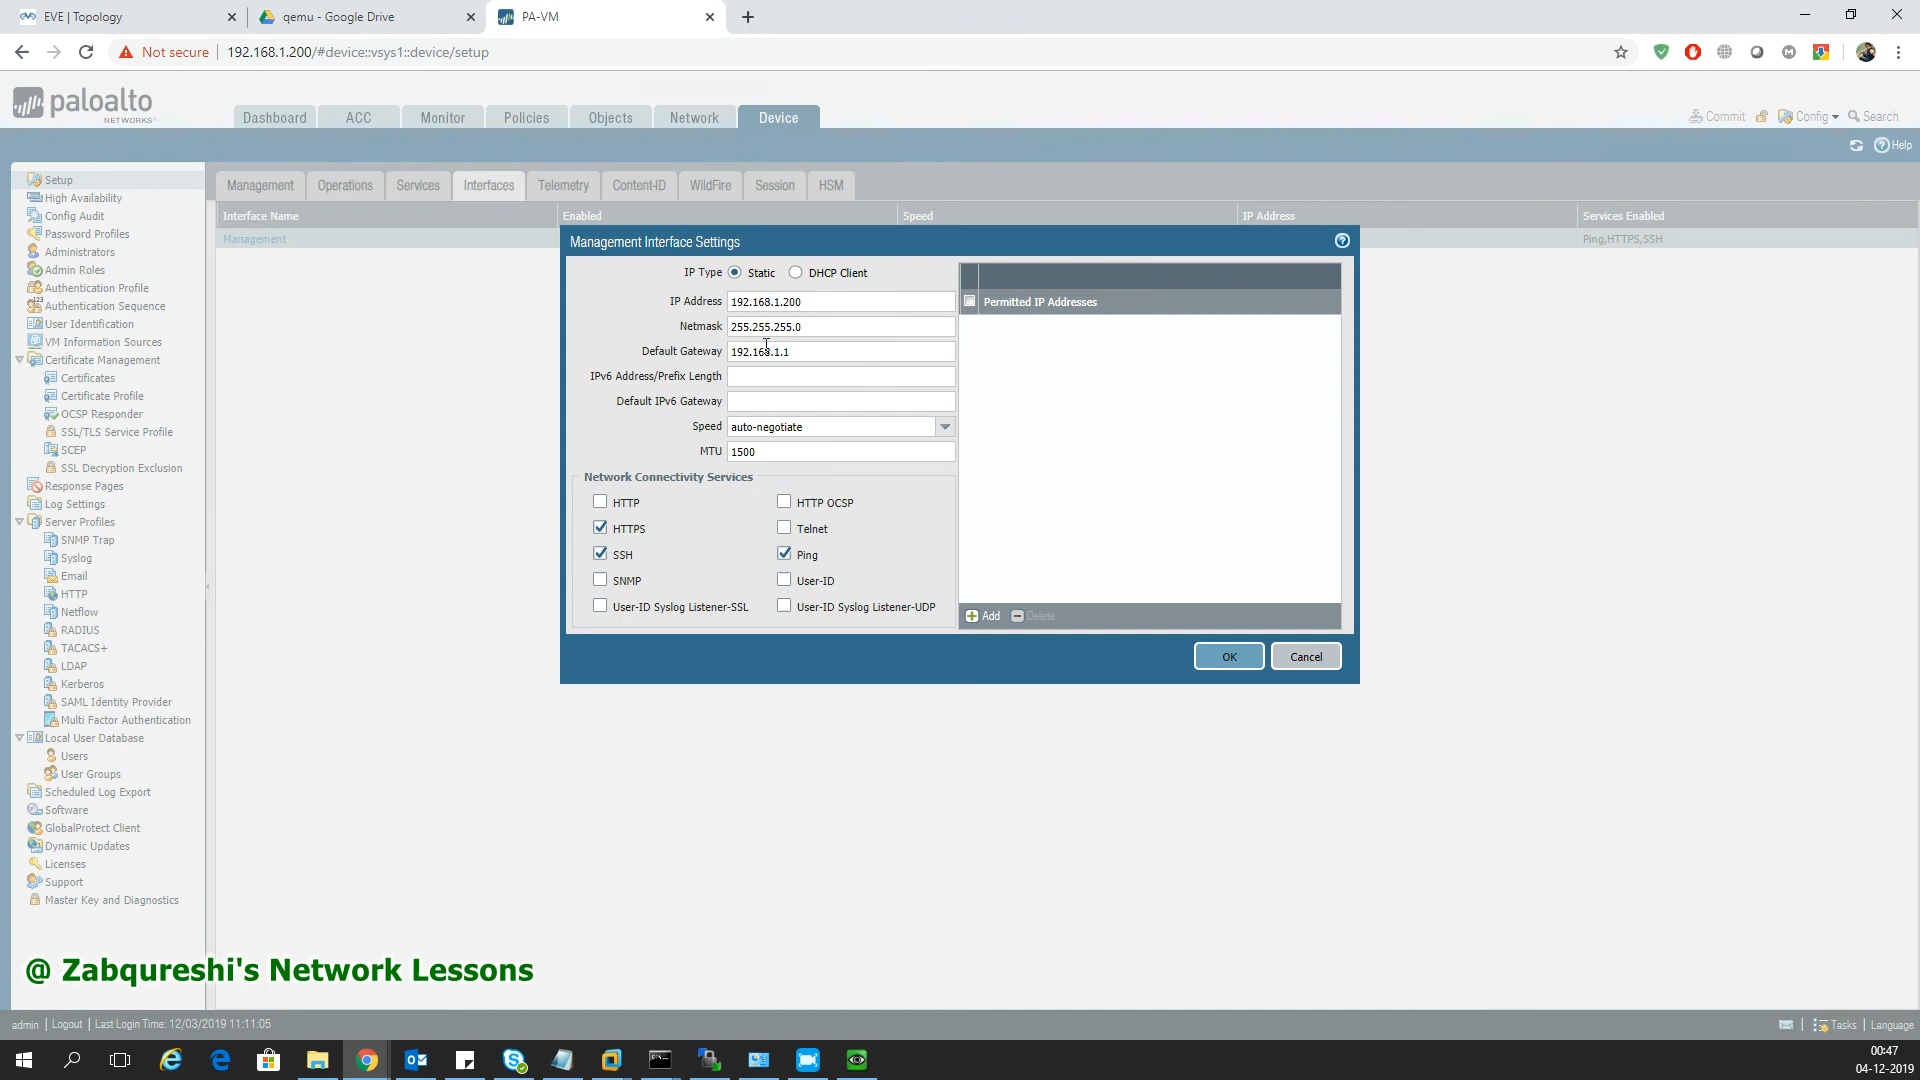 EVE | Topology
qemu - Google Drive
PA-VM
Not secure
192.168.1.200/#device::vsys1::device/setup
paloalto
NETWORKS®
Dashboard
ACC
Monitor
Policies
Objects
Network
Device
Commit
Config
Search
Help
Setup
High Availability
Config Audit
Password Profiles
Administrators
Admin Roles
Authentication Profile
Authentication Sequence
User Identification
VM Information Sources
Certificate Management
Certificates
Certificate Profile
OCSP Responder
SSL/TLS Service Profile
SCEP
SSL Decryption Exclusion
Response Pages
Log Settings
Server Profiles
SNMP Trap
Syslog
Email
HTTP
Netflow
RADIUS
TACACS+
LDAP
Kerberos
SAML Identity Provider
Multi Factor Authentication
Local User Database
Users
User Groups
Scheduled Log Export
Software
GlobalProtect Client
Dynamic Updates
Licenses
Support
Master Key and Diagnostics
Management
Operations
Services
Interfaces
Telemetry
Content-ID
WildFire
Session
HSM
Interface Name
Enabled
Speed
IP Address
Services Enabled
Management
Ping,HTTPS,SSH
Management Interface Settings
IP Type Static DHCP Client
IP Address 192.168.1.200
Netmask 255.255.255.0
Default Gateway 192.168.1.1
IPv6 Address/Prefix Length
Default IPv6 Gateway
Speed auto-negotiate
MTU 1500
Network Connectivity Services
HTTP
HTTP OCSP
HTTPS
Telnet
SSH
Ping
SNMP
User-ID
User-ID Syslog Listener-SSL
User-ID Syslog Listener-UDP
Permitted IP Addresses
Add
Delete
OK
Cancel
@ Zabqureshi's Network Lessons
admin | Logout | Last Login Time: 12/03/2019 11:11:05
Tasks | Language
00:47
04-12-2019